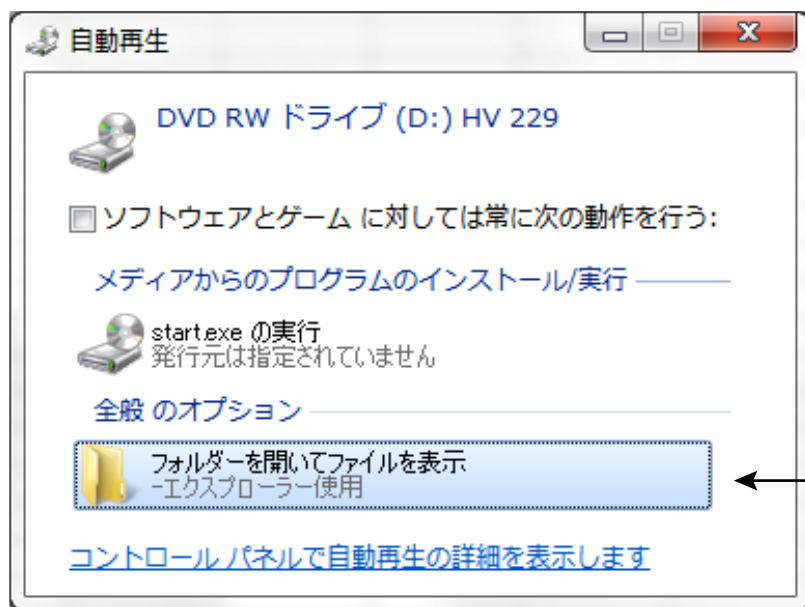 自動再生
DVD RW ドライブ (D:) HV 229
ソフトウェアとゲーム に対しては常に次の動作を行う:
メディアからのプログラムのインストール/実行
start.exe の実行
発行元は指定されていません
全般 のオプション
フォルダーを開いてファイルを表示
-エクスプローラー使用
コントロール パネルで自動再生の詳細を表示します